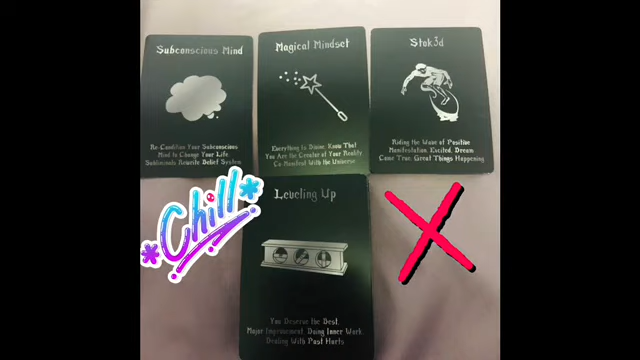 Subconscious Mind
Re-Condition Your Subconscious
Mind to Change Your Life
Subliminals Rewrite Belief System
Magical Mindset
Everything is Divine, Know That
You Are the Creator of Your Reality
Co-Manifest With the Universe
Stok3d
Riding the Wave of Positive
Manifestation, Excited, Dream
Come True, Great Things Happening
*Chill*
Leveling Up
You Deserve the Best,
Major Improvement, Doing Inner Work,
Dealing With Past Hurts